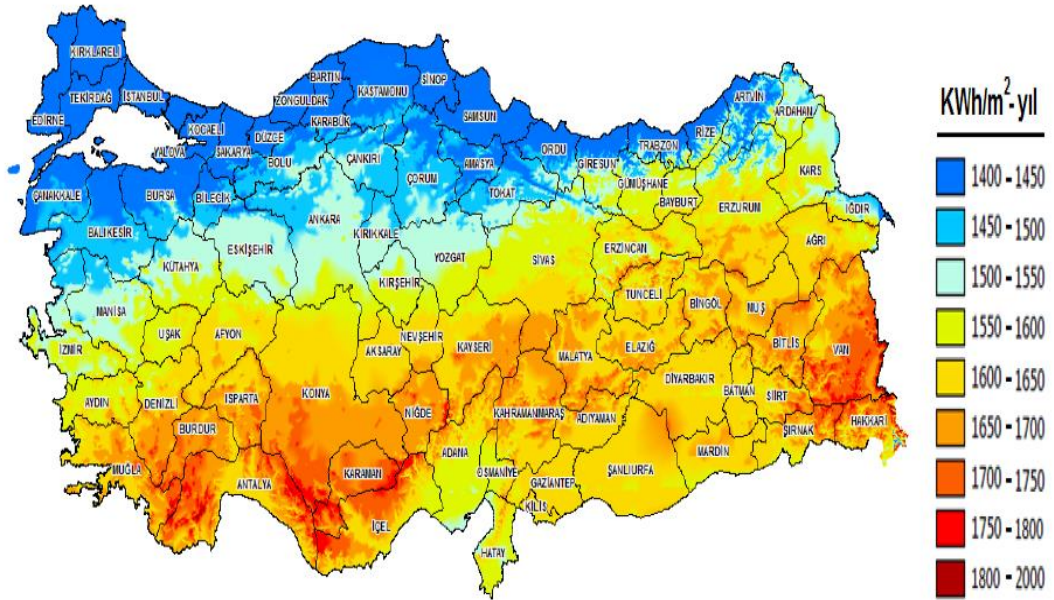 KIRKLARELİ
TEKİRDAĞ
İSTANBUL
EDİRNE
KOCAELİ
YALOVA
SAKARYA
DÜZCE
ZONGULDAK
BARTIN
KARABÜK
KASTAMONU
SİNOP
SAMSUN
BOLU
ÇANKIRI
ÇORUM
AMASYA
ORDU
TOKAT
GİRESUN
TRABZON
RİZE
ARTVİN
ARDAHAN
KARS
GÜMÜŞHANE
BAYBURT
ERZURUM
IĞDIR
AĞRI
ÇANAKKALE
BURSA
BİLECİK
BALIKESİR
ESKİŞEHİR
ANKARA
KIRIKKALE
YOZGAT
SİVAS
ERZİNCAN
KÜTAHYA
KIRŞEHİR
TUNCELİ
BİNGÖL
MUŞ
MANİSA
UŞAK
AFYON
NEVŞEHİR
AKSARAY
KAYSERİ
MALATYA
ELAZIĞ
BİTLİS
VAN
İZMİR
AYDIN
DENİZLİ
ISPARTA
KONYA
NİĞDE
KAHRAMANMARAŞ
ADIYAMAN
DİYARBAKIR
BATMAN
SİİRT
ŞIRNAK
HAKKARİ
BURDUR
MUĞLA
ANTALYA
KARAMAN
İÇEL
ADANA
OSMANİYE
GAZİANTEP
KİLİS
ŞANLIURFA
MARDİN
HATAY
KWh/m²-yıl
1400 - 1450
1450 - 1500
1500 - 1550
1550 - 1600
1600 - 1650
1650 - 1700
1700 - 1750
1750 - 1800
1800 - 2000